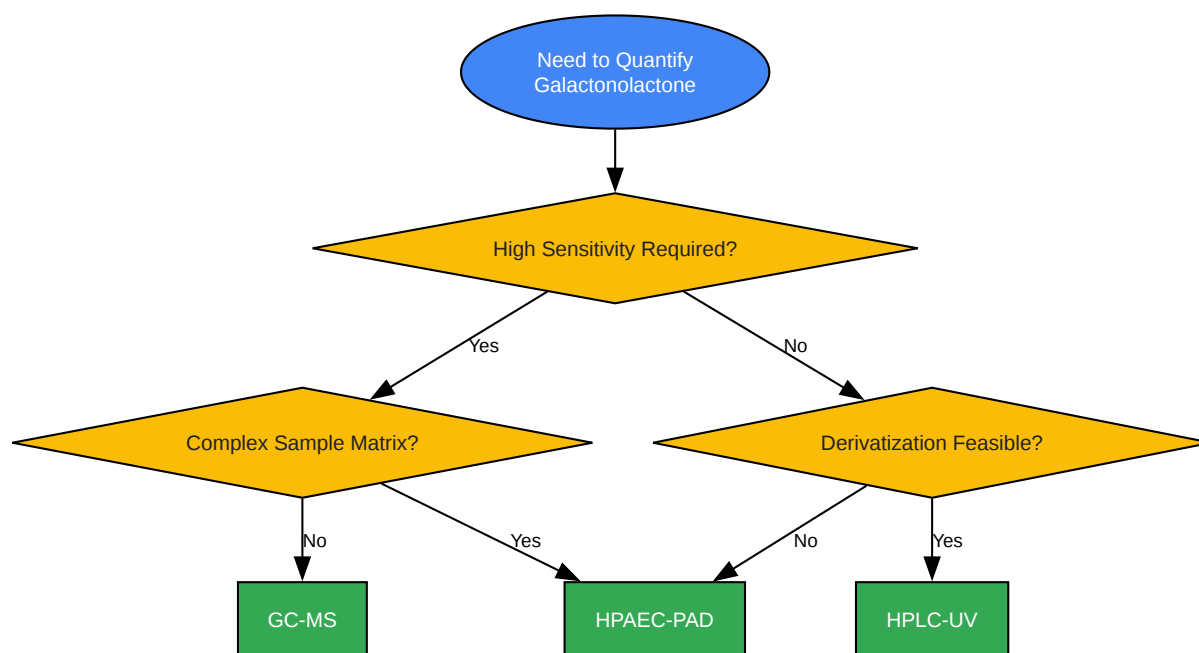 Need to Quantify
Galactonolactone
High Sensitivity Required?
Yes
No
Complex Sample Matrix?
Derivatization Feasible?
No
Yes
No
Yes
GC-MS
HPAEC-PAD
HPLC-UV